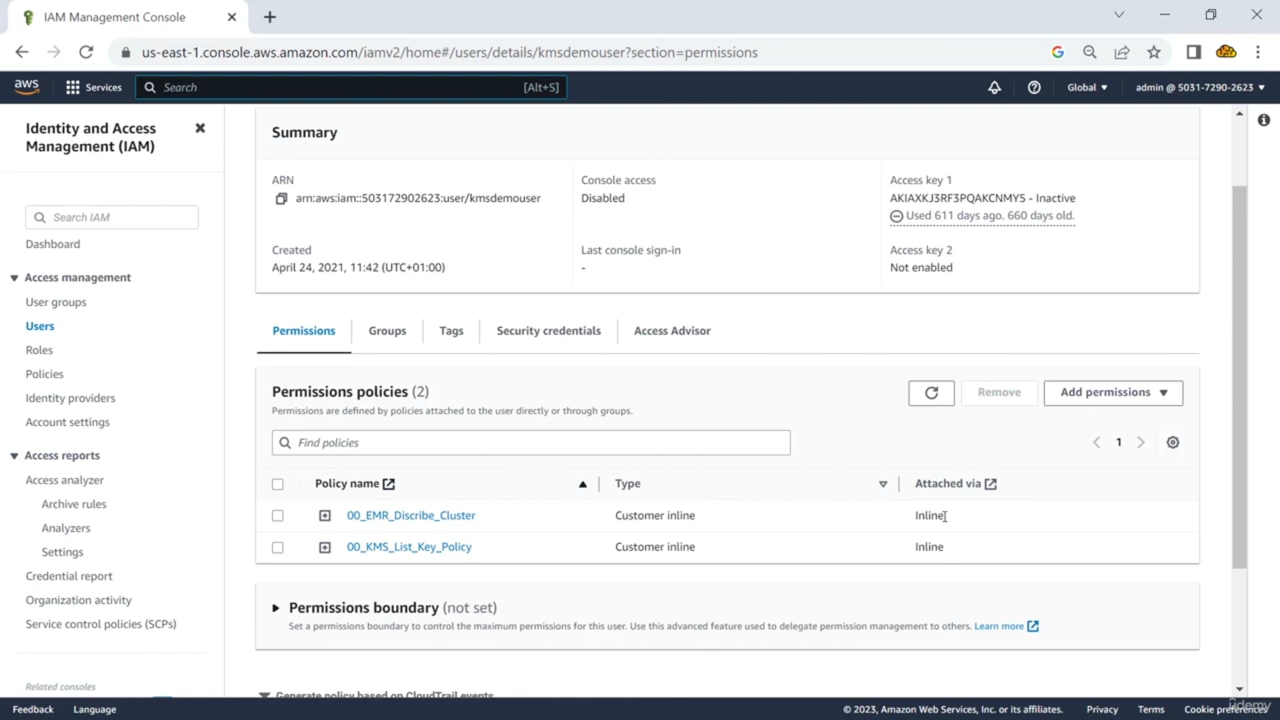 IAM Management Console
us-east-1.console.aws.amazon.com/iamv2/home#/users/details/kmsdemouser?section=permissions
aws
Services
Search
[Alt+S]
Global
admin @ 5031-7290-2623
Identity and Access
Management (IAM)
Search IAM
Dashboard
Access management
User groups
Users
Roles
Policies
Identity providers
Account settings
Access reports
Access analyzer
Archive rules
Analyzers
Settings
Credential report
Organization activity
Service control policies (SCPs)
Related consoles
Summary
ARN
arn:aws:iam::503172902623:user/kmsdemouser
Console access
Disabled
Access key 1
AKIAXKJ3RF3PQAKCNMY5 - Inactive
Used 611 days ago. 660 days old.
Created
April 24, 2021, 11:42 (UTC+01:00)
Last console sign-in
-
Access key 2
Not enabled
Permissions
Groups
Tags
Security credentials
Access Advisor
Permissions policies (2)
Permissions are defined by policies attached to the user directly or through groups.
Remove
Add permissions
Find policies
1
Policy name
Type
Attached via
00_EMR_Discribe_Cluster
Customer inline
Inline
00_KMS_List_Key_Policy
Customer inline
Inline
Permissions boundary (not set)
Set a permissions boundary to control the maximum permissions for this user. Use this advanced feature used to delegate permission management to others. Learn more
Generate policy based on CloudTrail events
Feedback
Language
© 2023, Amazon Web Services, Inc. or its affiliates.
Privacy
Terms
Cookie preferences
ûdemy